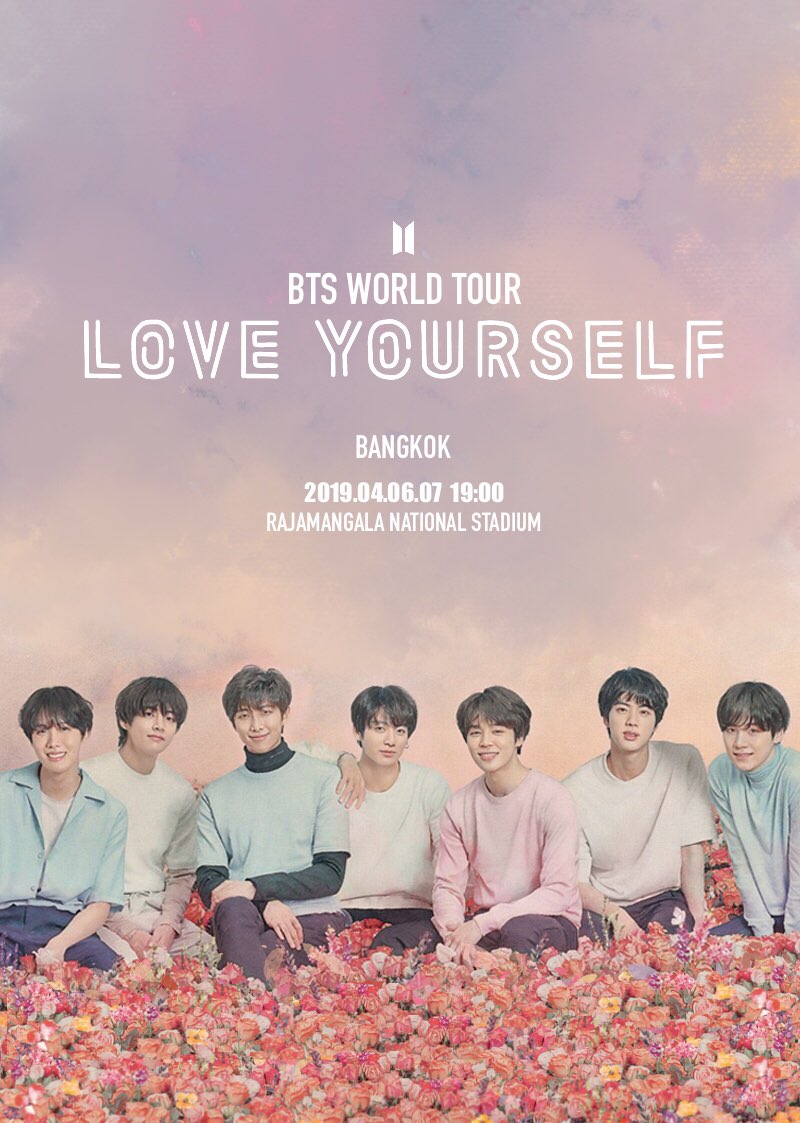 BTS WORLD TOUR
LOVE YOURSELF
BANGKOK
2019.04.06.07 19:00
RAJAMANGALA NATIONAL STADIUM